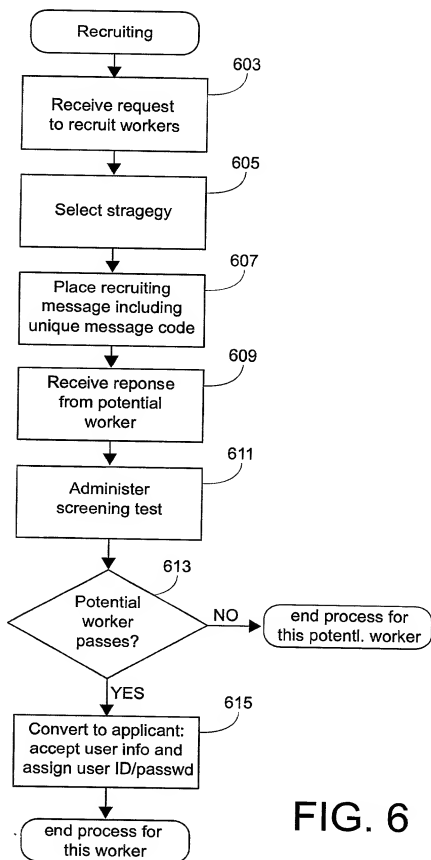 Recruiting
603
Receive request
to recruit workers
605
Select stragegy
607
Place recruiting
message including
unique message code
609
Receive reponse
from potential
worker
611
Administer
screening test
613
Potential
worker
passes?
NO
end process for
this potentl. worker
YES
615
Convert to applicant:
accept user info and
assign user ID/passwd
end process for
this worker
FIG. 6